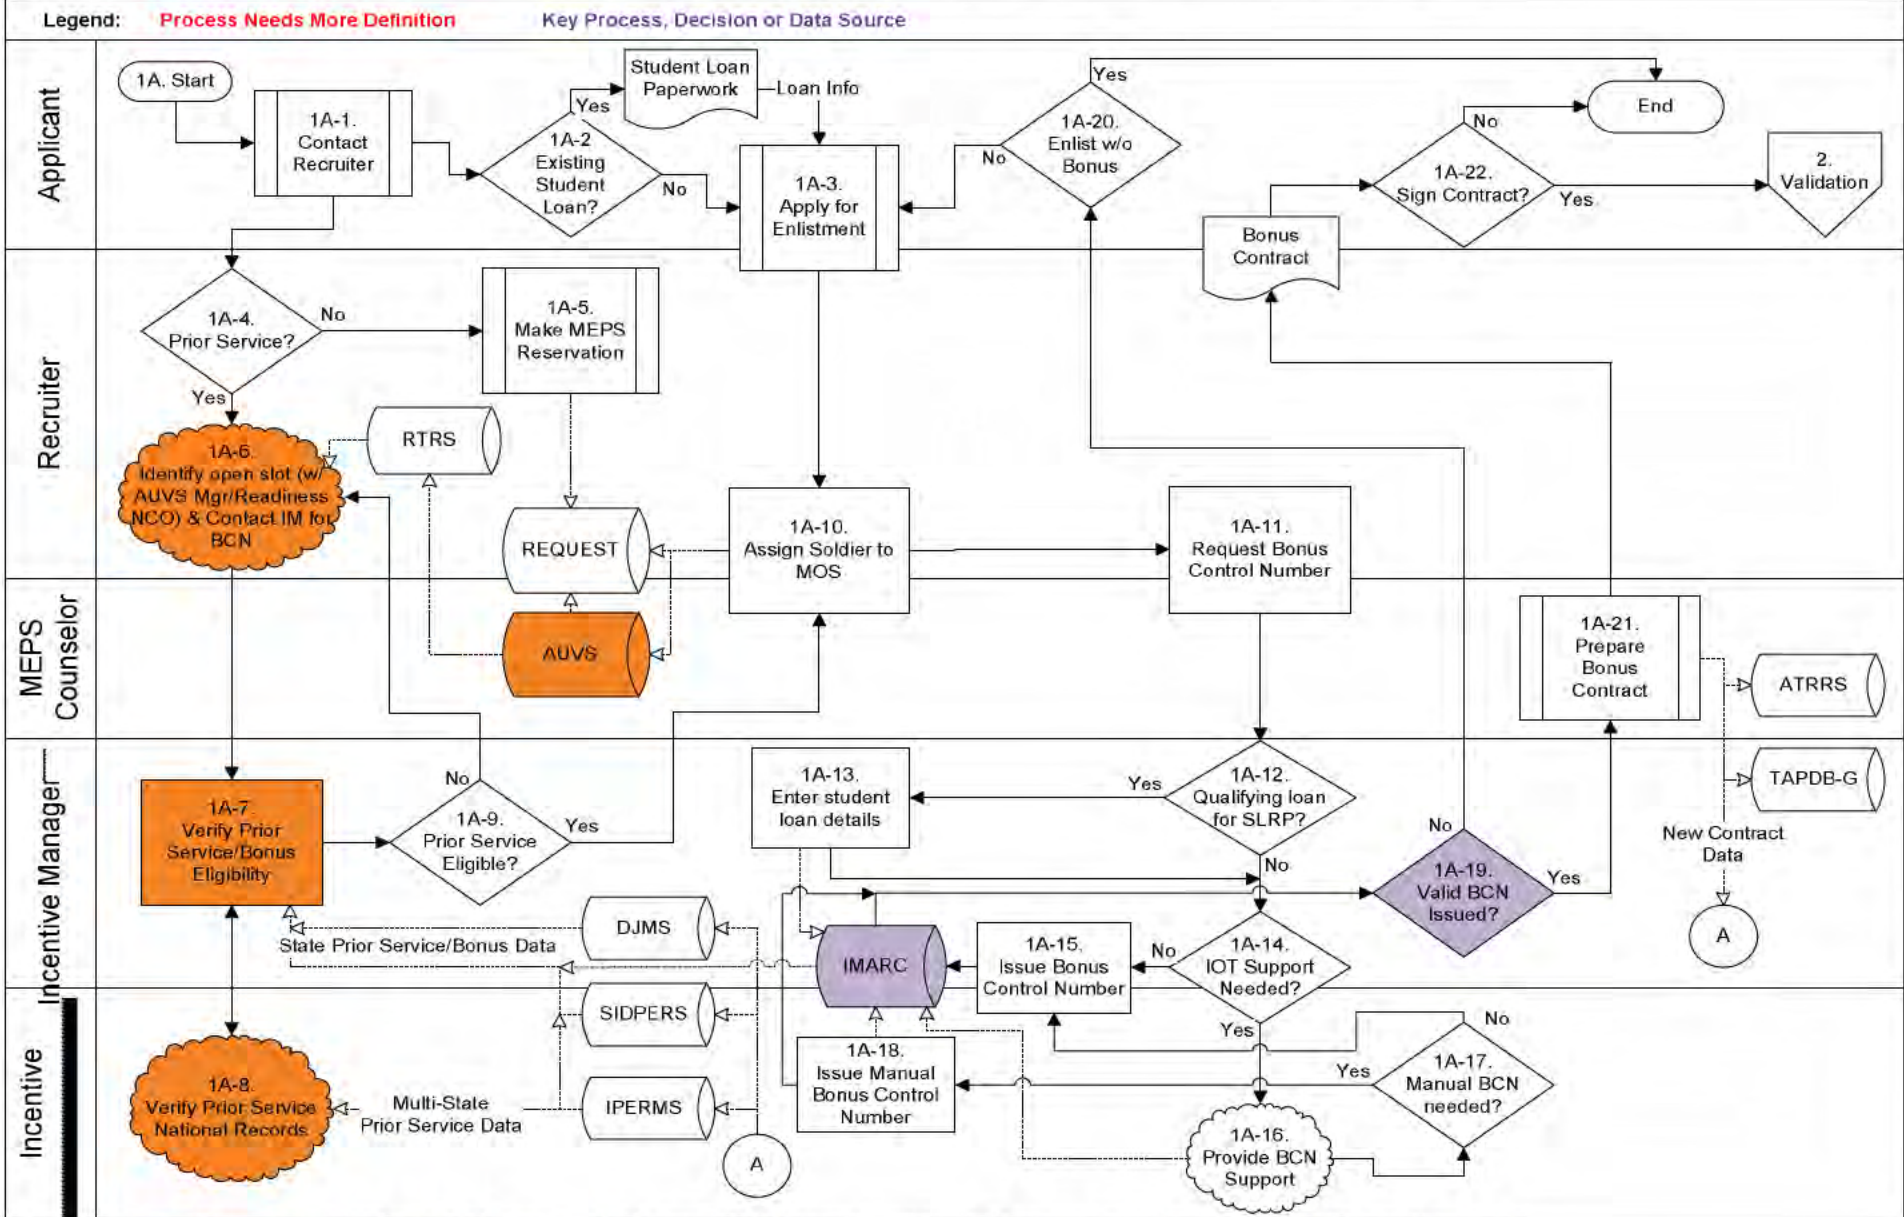 Legend: Process Needs More Definition Key Process, Decision or Data Source
Applicant
1A. Start
1A-1.
Contact
Recruiter
1A-2
Existing
Student
Loan?
Yes
No
Student Loan
Paperwork
Loan Info
1A-3.
Apply for
Enlistment
1A-20.
Enlist w/o
Bonus
Yes
No
Bonus
Contract
1A-22.
Sign Contract?
No
Yes
End
2.
Validation
Recruiter
1A-4.
Prior Service?
No
Yes
1A-5.
Make MEPS
Reservation
1A-6.
Identify open slot (w/
AUVS Mgr/Readiness
NCO) & Contact IM for
BCN
RTRS
REQUEST
1A-10.
Assign Soldier to
MOS
1A-11.
Request Bonus
Control Number
MEPS
Counselor
AUVS
1A-21.
Prepare
Bonus
Contract
ATRRS
TAPDB-G
New Contract
Data
A
Incentive Manager
1A-7
Verify Prior
Service/Bonus
Eligibility
1A-9.
Prior Service
Eligible?
No
Yes
1A-13.
Enter student
loan details
1A-12.
Qualifying loan
for SLRP?
Yes
No
1A-19.
Valid BCN
Issued?
No
Yes
DJMS
State Prior Service/Bonus Data
IMARC
1A-15.
Issue Bonus
Control Number
No
1A-14.
IOT Support
Needed?
Yes
Incentive
1A-8.
Verify Prior Service
National Records
Multi-State
Prior Service Data
SIDPERS
IPERMS
A
1A-18.
Issue Manual
Bonus Control
Number
1A-16.
Provide BCN
Support
1A-17.
Manual BCN
needed?
Yes
No